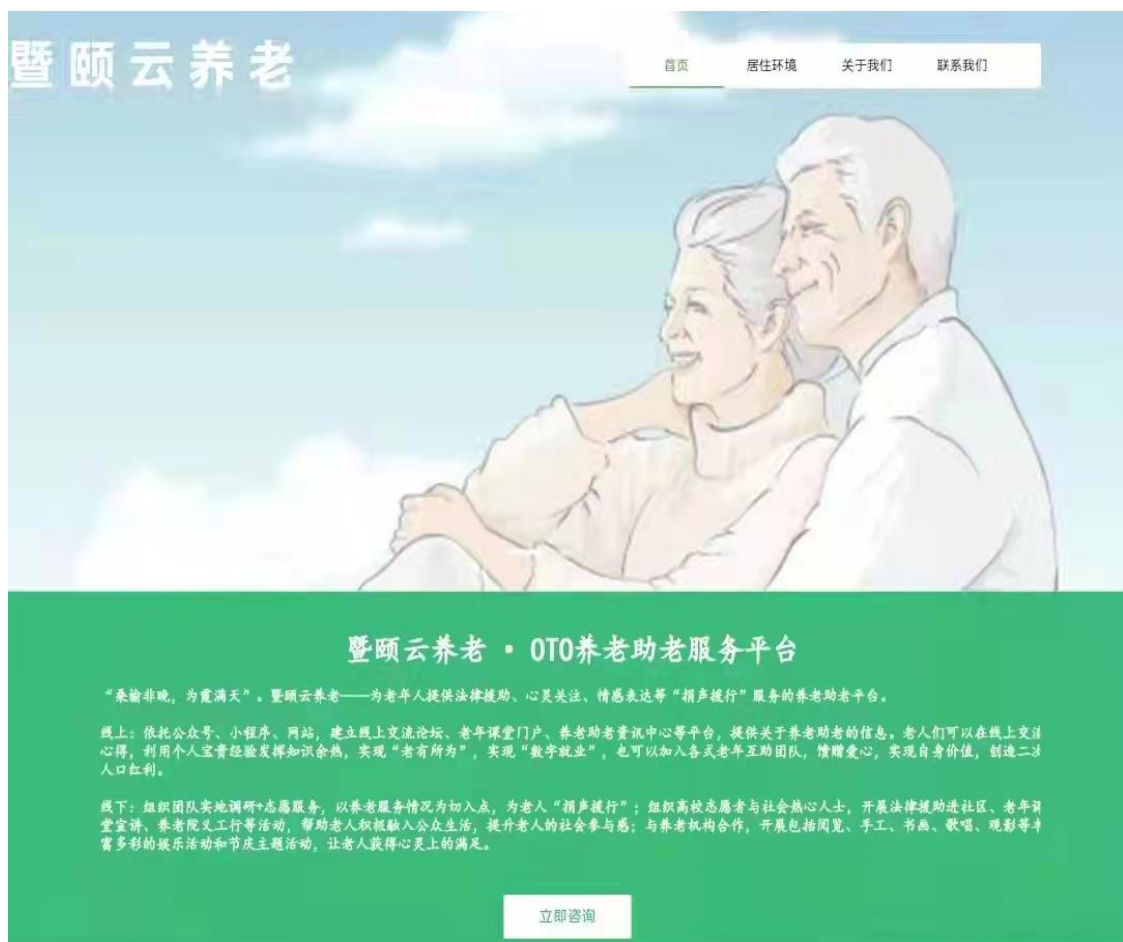 暨颐云养老
首页 居住环境 关于我们 联系我们
暨颐云养老 · OTO养老助老服务平台
“桑榆非晚，为霞满天”。暨颐云养老——为老年人提供法律援助、心灵关注、情感表达等“捐声援行”服务的养老助老平台。
线上：依托公众号、小程序、网站，建立线上交流论坛、老年课堂门户、养老助老资讯中心等平台，提供关于养老助老的信息。老人们可以在线上交流
心得，利用个人宝贵经验发挥知识余热，实现“老有所为”，实现“数字就业”，也可以加入各式老年互助团队，馈赠爱心，实现自身价值，创造二次
人口红利。
线下：组织团队实地调研+志愿服务，以养老服务情况为切入点，为老人“捐声援行”；组织高校志愿者与社会热心人士，开展法律援助进社区、老年课
堂宣讲、养老院义工行等活动，帮助老人积极融入公众生活，提升老人的社会参与感；与养老机构合作，开展包括阅览、手工、书画、歌唱、观影等丰
富多彩的娱乐活动和节庆主题活动，让老人获得心灵上的满足。
立即咨询